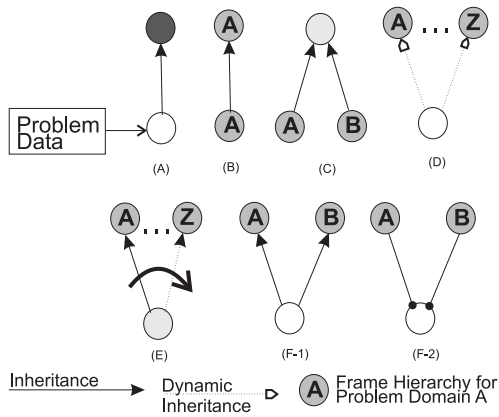 A
A
A
B
A
....
Z
Problem
Data
(A)
(B)
(C)
(D)
A
....
Z
A
B
A
B
(E)
(F-1)
(F-2)
Inheritance
Dynamic
Inheritance
A
Frame Hierarchy for
Problem Domain A